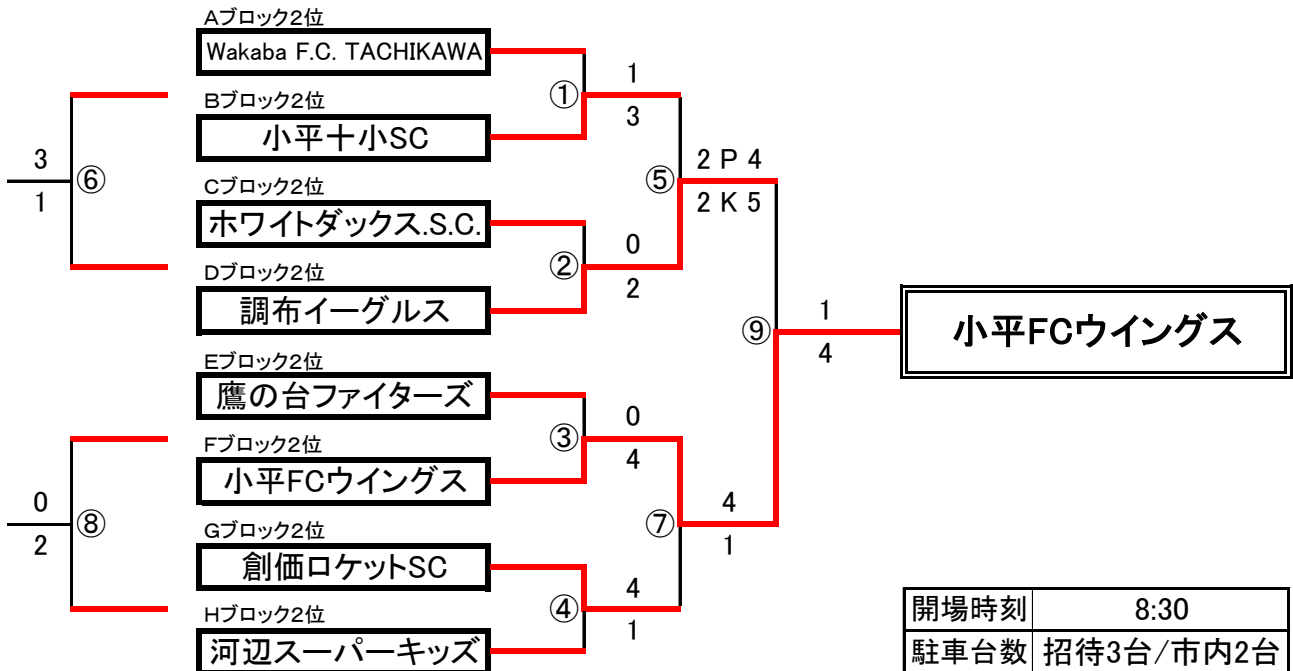 Aブロック2位
Wakaba F.C. TACHIKAWA
1
①
3
Bブロック2位
小平十小SC
3
⑥
1
2 P 4
⑤
2 K 5
Cブロック2位
ホワイトダックス.S.C.
0
②
2
Dブロック2位
調布イーグルス
1
⑨
4
小平FCウイングス
Eブロック2位
鷹の台ファイターズ
0
③
4
Fブロック2位
小平FCウイングス
0
⑧
2
4
⑦
1
Gブロック2位
創価ロケットSC
4
④
1
Hブロック2位
河辺スーパーキッズ
開場時刻 8:30
駐車台数 招待3台/市内2台